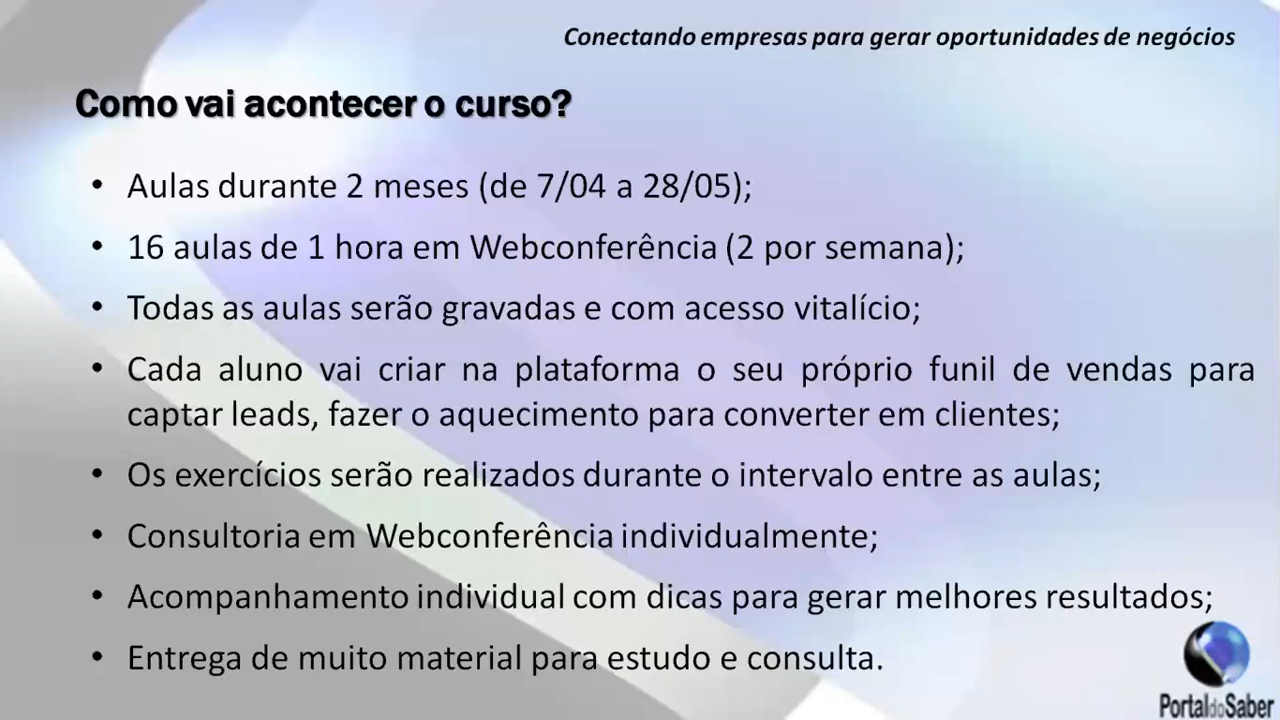 Conectando empresas para gerar oportunidades de negócios
Como vai acontecer o curso?
• Aulas durante 2 meses (de 7/04 a 28/05);
• 16 aulas de 1 hora em Webconferência (2 por semana);
• Todas as aulas serão gravadas e com acesso vitalício;
• Cada aluno vai criar na plataforma o seu próprio funil de vendas para
captar leads, fazer o aquecimento para converter em clientes;
• Os exercícios serão realizados durante o intervalo entre as aulas;
• Consultoria em Webconferência individualmente;
• Acompanhamento individual com dicas para gerar melhores resultados;
• Entrega de muito material para estudo e consulta.
PortaldoSaber